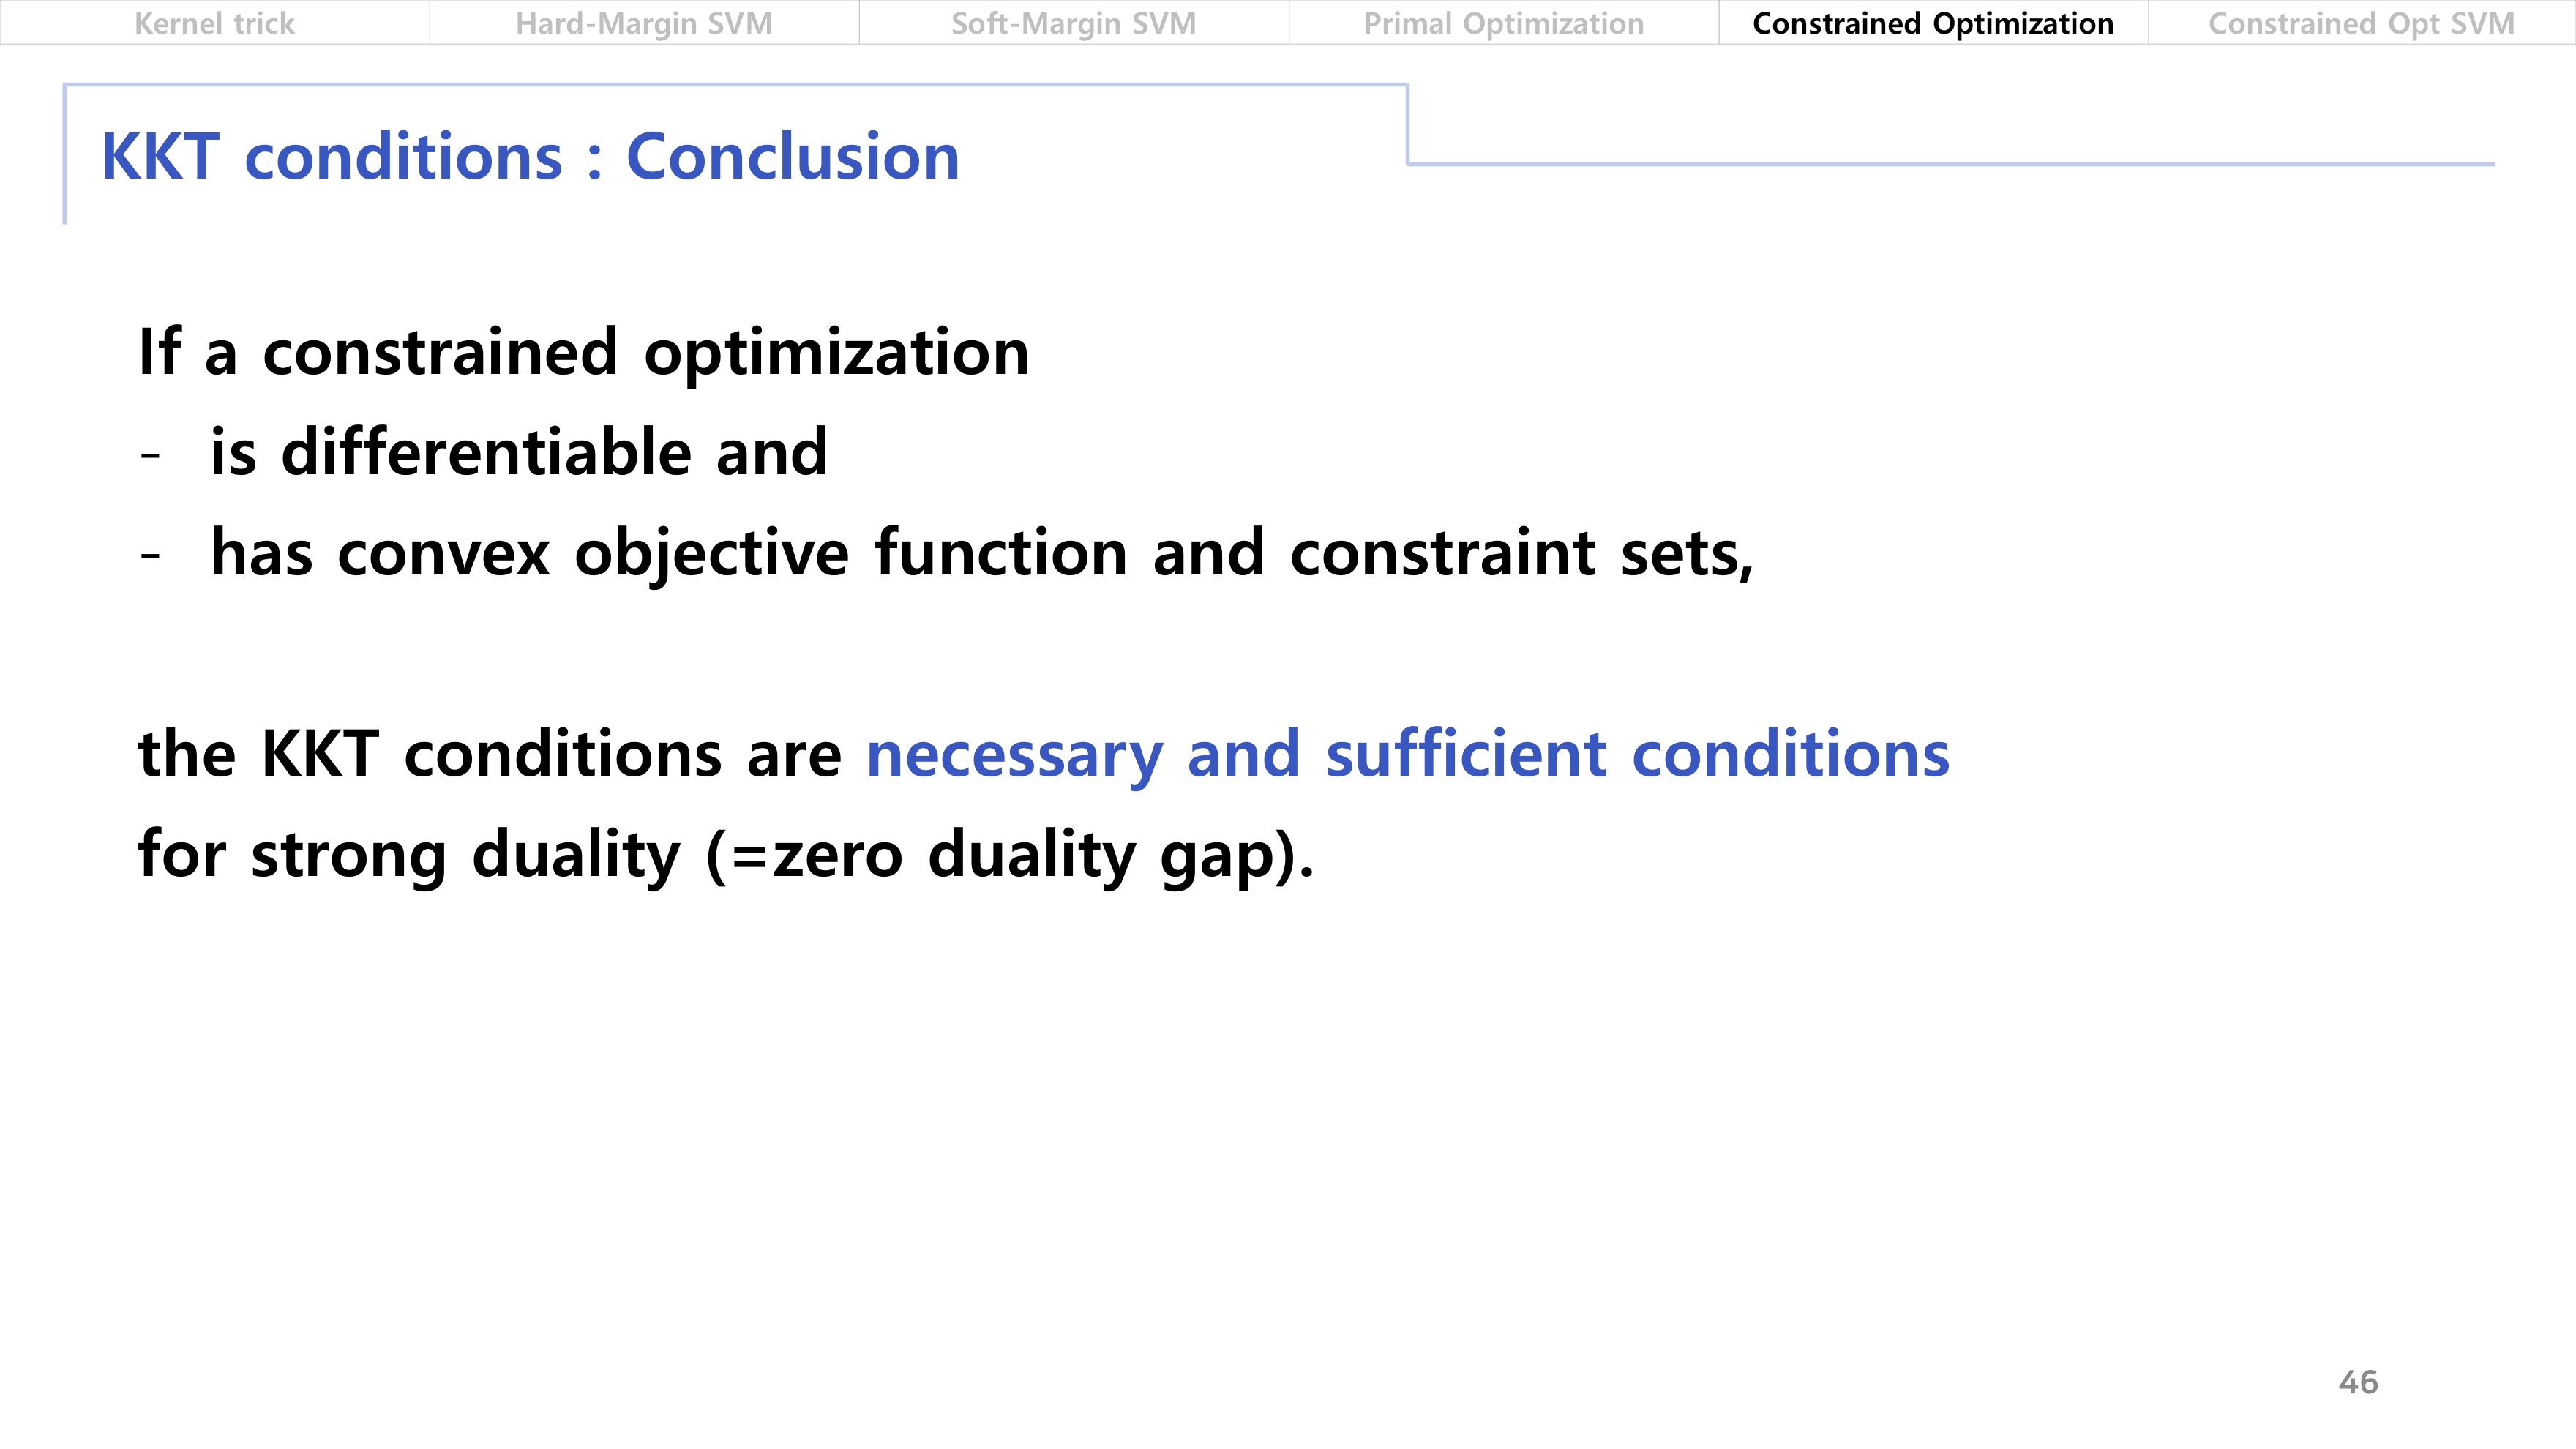 Kernel trick
Hard-Margin SVM
Soft-Margin SVM
Primal Optimization
Constrained Optimization
Constrained Opt SVM
KKT conditions : Conclusion
If a constrained optimization
- is differentiable and
- has convex objective function and constraint sets,
the KKT conditions are necessary and sufficient conditions
for strong duality (=zero duality gap).
46